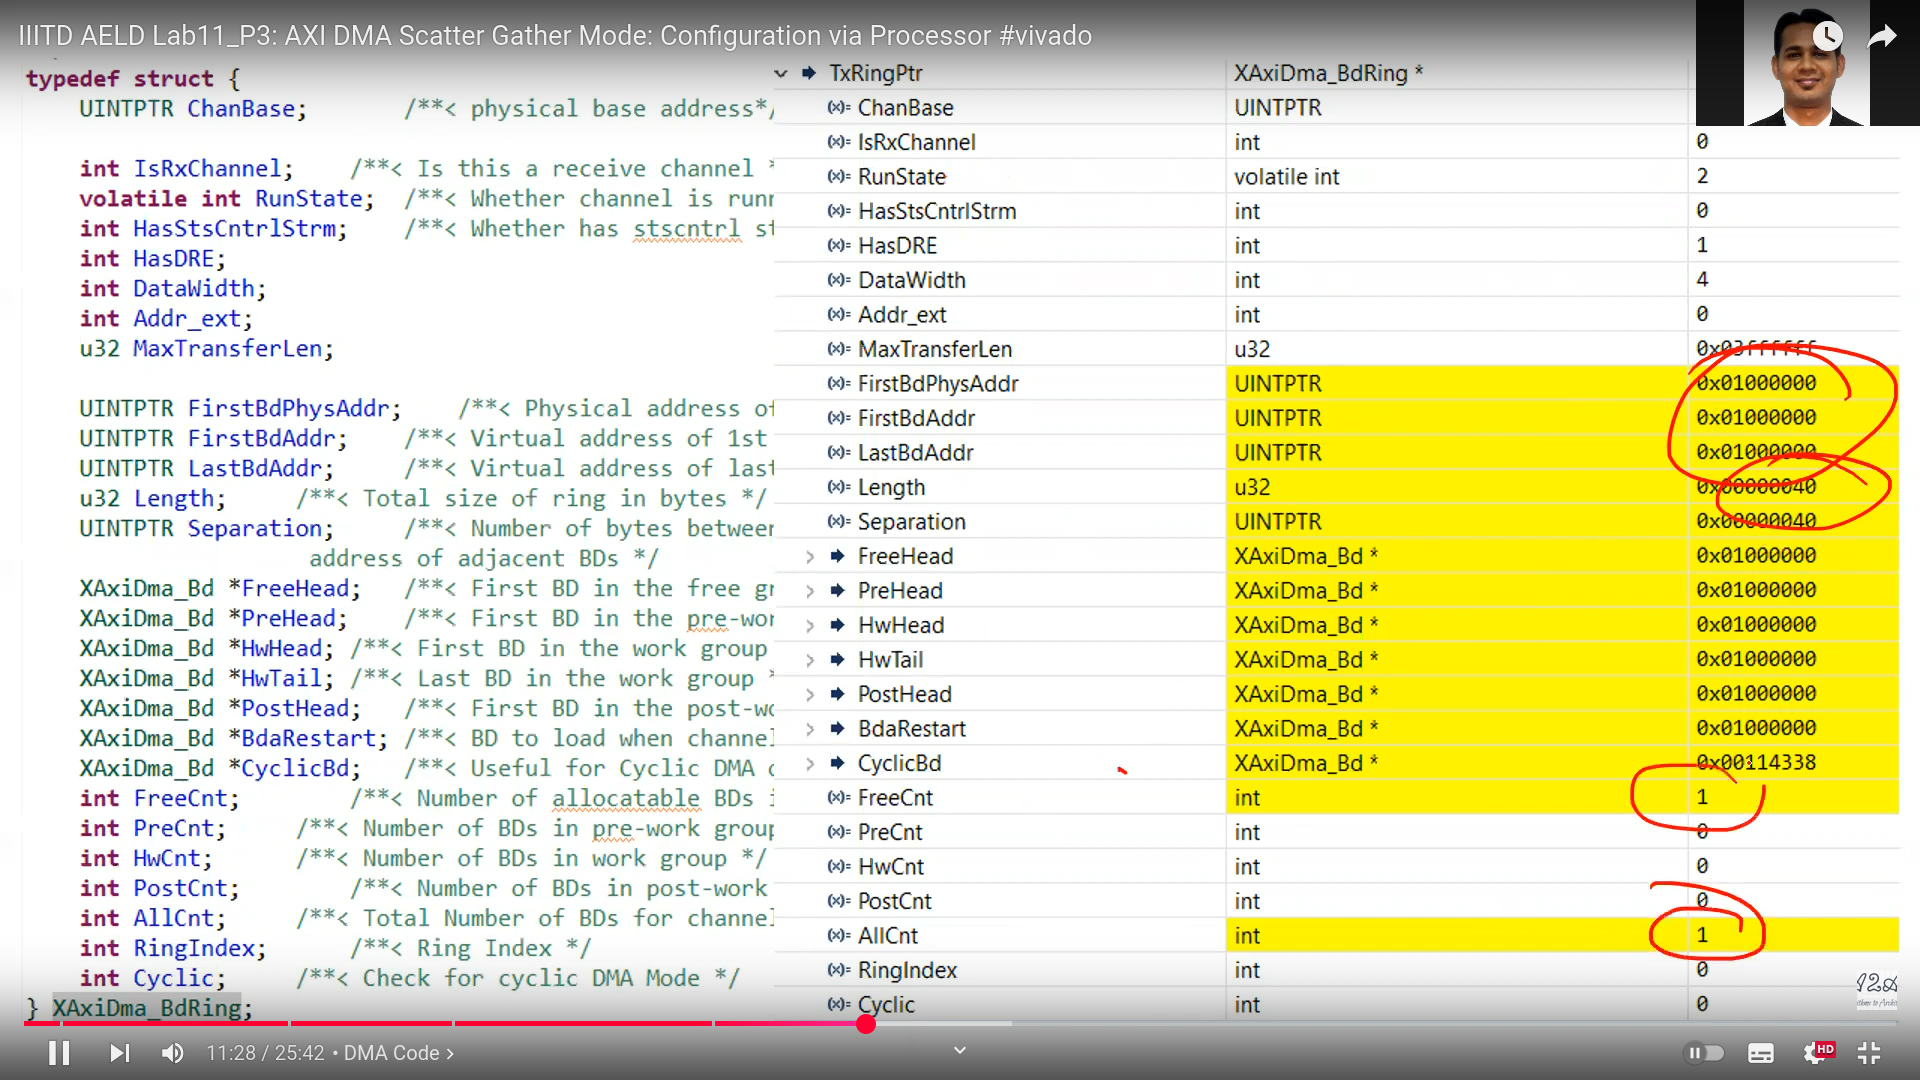 IIITD AELD Lab11_P3: AXI DMA Scatter Gather Mode: Configuration via Processor #vivado
typedef struct {
UINTPTR ChanBase; /**< physical base address*/
int IsRxChannel; /**< Is this a receive channel *
volatile int RunState; /**< Whether channel is runn
int HasStsCntrlStrm; /**< Whether has stscntrl st
int HasDRE;
int DataWidth;
int Addr_ext;
u32 MaxTransferLen;
UINTPTR FirstBdPhysAddr; /**< Physical address of
UINTPTR FirstBdAddr; /**< Virtual address of 1st
UINTPTR LastBdAddr; /**< Virtual address of last
u32 Length; /**< Total size of ring in bytes */
UINTPTR Separation; /**< Number of bytes between
address of adjacent BDs */
XAxiDma_Bd *FreeHead; /**< First BD in the free gr
XAxiDma_Bd *PreHead; /**< First BD in the pre-wor
XAxiDma_Bd *HwHead; /**< First BD in the work group
XAxiDma_Bd *HwTail; /**< Last BD in the work group *
XAxiDma_Bd *PostHead; /**< First BD in the post-wo
XAxiDma_Bd *BdaRestart; /**< BD to load when channel
XAxiDma_Bd *CyclicBd; /**< Useful for Cyclic DMA o
int FreeCnt; /**< Number of allocatable BDs i
int PreCnt; /**< Number of BDs in pre-work group
int HwCnt; /**< Number of BDs in work group */
int PostCnt; /**< Number of BDs in post-work
int AllCnt; /**< Total Number of BDs for channel
int RingIndex; /**< Ring Index */
int Cyclic; /**< Check for cyclic DMA Mode */
} XAxiDma_BdRing;
TxRingPtr XAxiDma_BdRing *
(x)= ChanBase UINTPTR
(x)= IsRxChannel int 0
(x)= RunState volatile int 2
(x)= HasStsCntrlStrm int 0
(x)= HasDRE int 1
(x)= DataWidth int 4
(x)= Addr_ext int 0
(x)= MaxTransferLen u32 0x03ffffff
(x)= FirstBdPhysAddr UINTPTR 0x01000000
(x)= FirstBdAddr UINTPTR 0x01000000
(x)= LastBdAddr UINTPTR 0x01000000
(x)= Length u32 0x00000040
(x)= Separation UINTPTR 0x00000040
FreeHead XAxiDma_Bd * 0x01000000
PreHead XAxiDma_Bd * 0x01000000
HwHead XAxiDma_Bd * 0x01000000
HwTail XAxiDma_Bd * 0x01000000
PostHead XAxiDma_Bd * 0x01000000
BdaRestart XAxiDma_Bd * 0x01000000
CyclicBd XAxiDma_Bd * 0x00114338
(x)= FreeCnt int 1
(x)= PreCnt int 0
(x)= HwCnt int 0
(x)= PostCnt int 0
(x)= AllCnt int 1
(x)= RingIndex int 0
(x)= Cyclic int 0
11:28 / 25:42 • DMA Code ›
HD